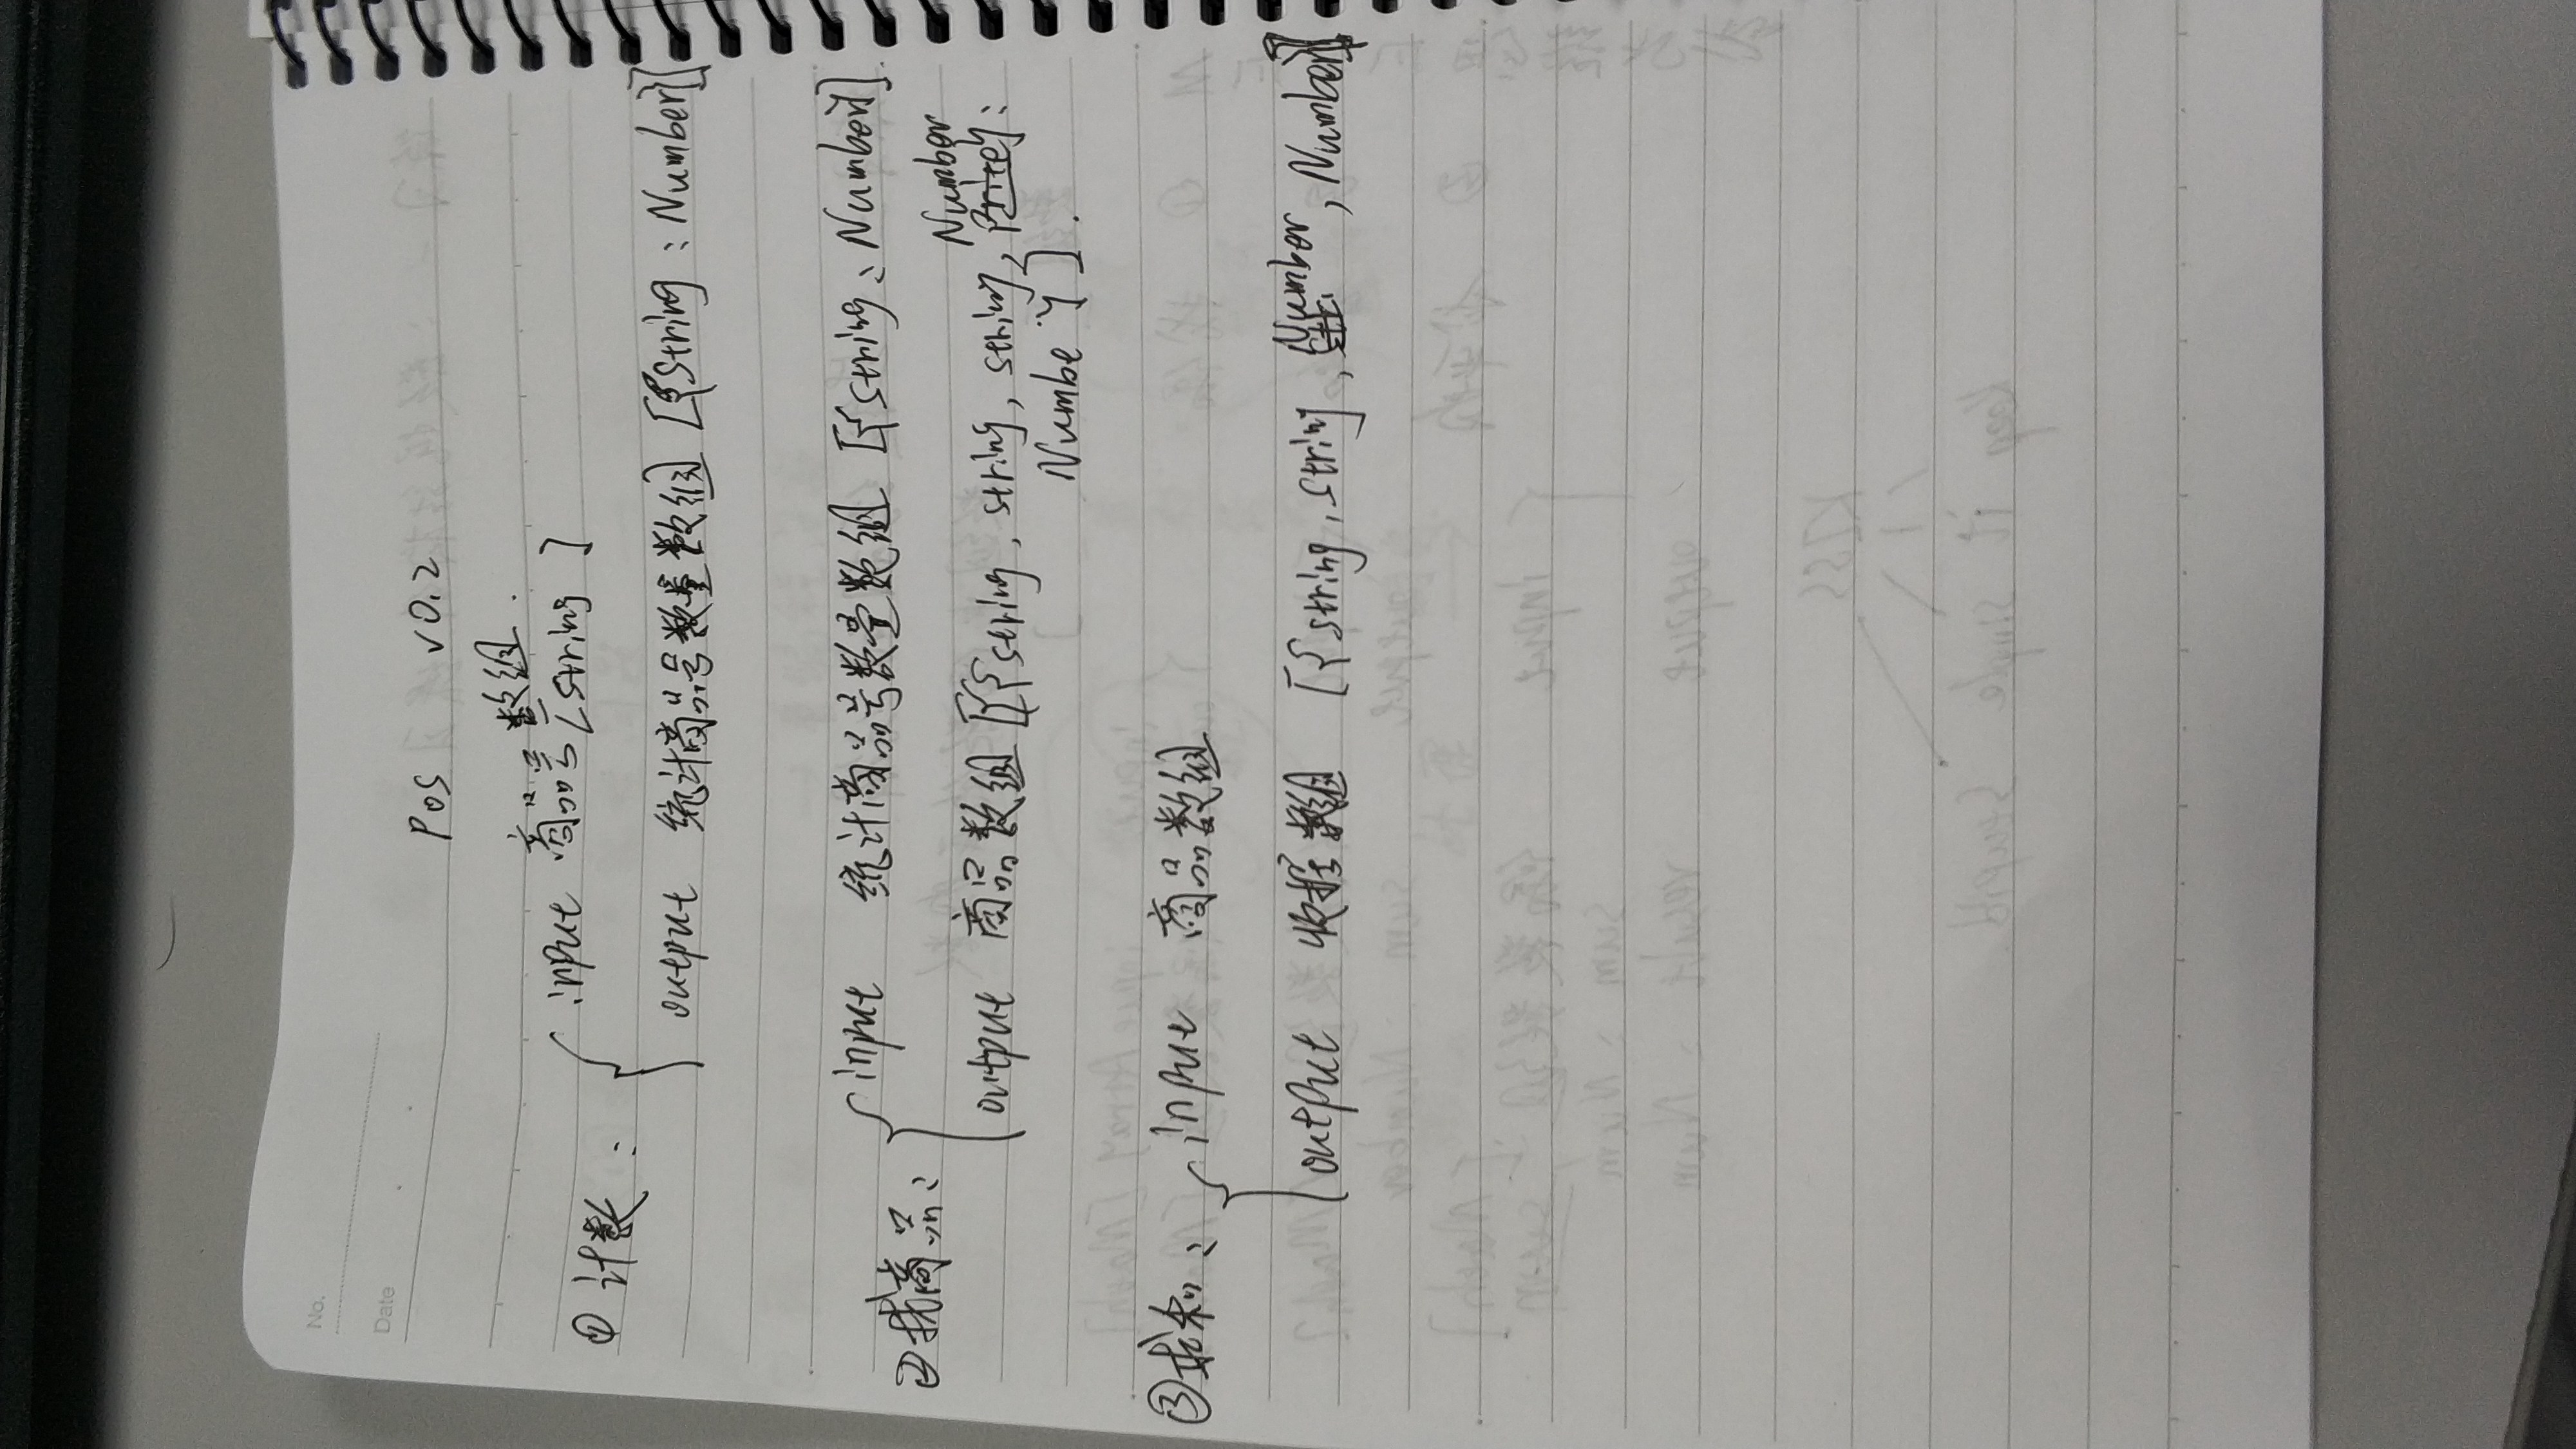 No.
Date
POS v0.2
① 计数: { input 商品号数组. [string]
output 统计商品号数量数组 [{string : Number}]
② 找商品: { input 统计商品号数量数组 [{string : Number}].
output 商品数组 [{{string, string, string, Number}:
Number}].
③ 求和: { input 商品数组
output 收据数组 [{string, string, Number, Number}]